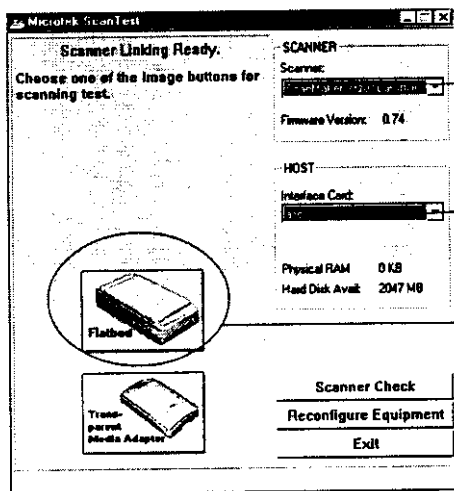 Microtek ScanTest
Scanner Linking Ready.
Choose one of the Image buttons for
scanning test.
SCANNER
Scanner:
Firmware Version: 0.74
HOST
Interface Card:
Physical RAM 0 KB
Hard Disk Avail: 2047 MB
Flatbed
Trans-
parent
Media Adapter
Scanner Check
Reconfigure Equipment
Exit